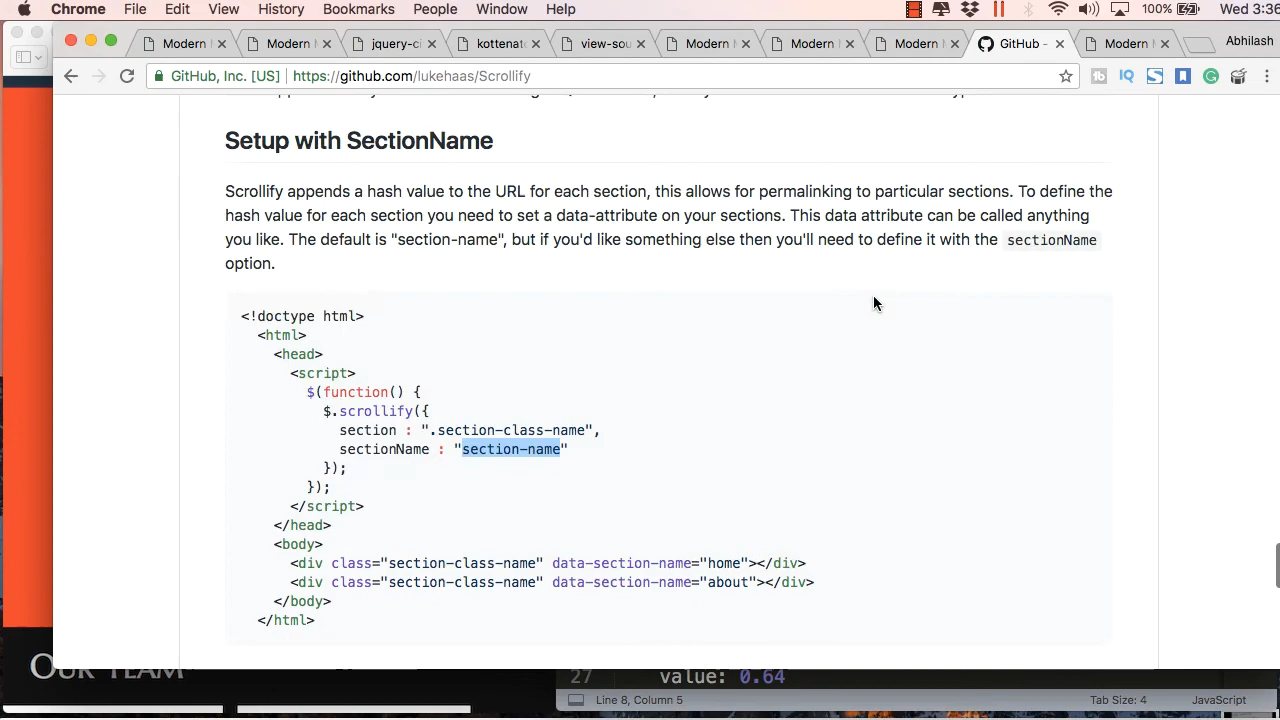 Chrome File Edit View History Bookmarks People Window Help 100% Wed 3:36
Modern Modern jquery-c kottenat view-sou Modern Modern Modern GitHub - Modern Abhilash
GitHub, Inc. [US] https://github.com/lukehaas/Scrollify
Setup with SectionName
Scrollify appends a hash value to the URL for each section, this allows for permalinking to particular sections. To define the
hash value for each section you need to set a data-attribute on your sections. This data attribute can be called anything
you like. The default is "section-name", but if you'd like something else then you'll need to define it with the sectionName
option.
<!doctype html>
<html>
<head>
<script>
$(function() {
$.scrollify({
section : ".section-class-name",
sectionName : "section-name"
});
});
</script>
</head>
<body>
<div class="section-class-name" data-section-name="home"></div>
<div class="section-class-name" data-section-name="about"></div>
</body>
</html>
OUR TEAM
27 value: 0.64
Line 8, Column 5 Tab Size: 4 JavaScript